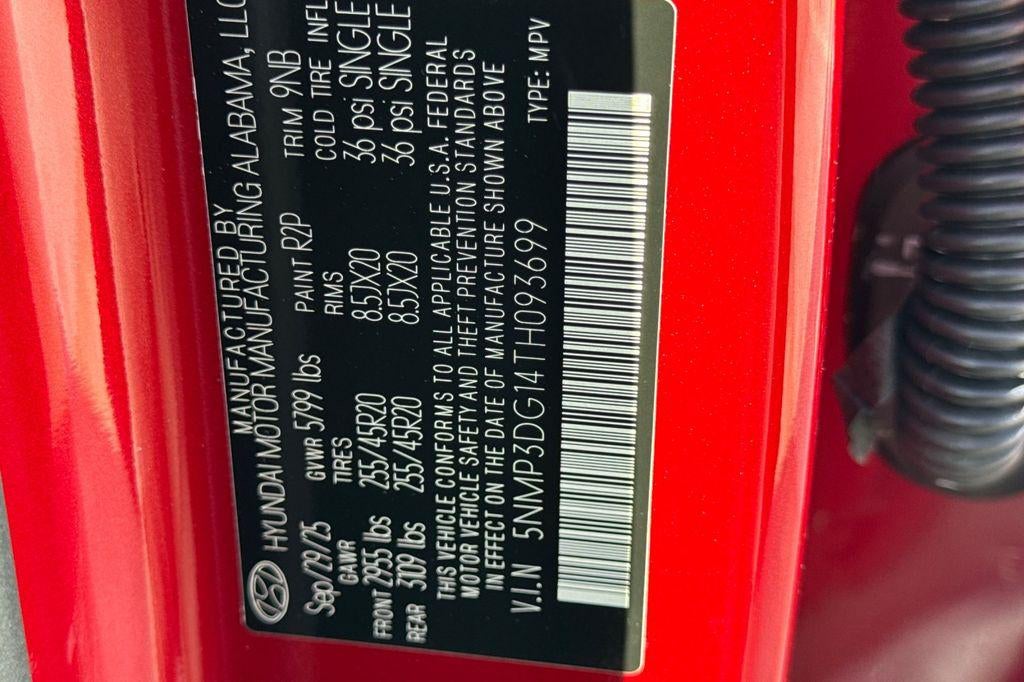 MANUFACTURED BY
HYUNDAI MOTOR MANUFACTURING ALABAMA, LLC
Sep/29/25 GVWR 5799 lbs PAINT R2P TRIM 9NB
GAWR TIRES RIMS COLD TIRE INFL
FRONT 2955 lbs 255/45R20 8.5JX20 36 psi SINGLE
REAR 3109 lbs 255/45R20 8.5JX20 36 psi SINGLE
THIS VEHICLE CONFORMS TO ALL APPLICABLE U.S.A. FEDERAL
MOTOR VEHICLE SAFETY AND THEFT PREVENTION STANDARDS
IN EFFECT ON THE DATE OF MANUFACTURE SHOWN ABOVE
V.I.N 5NMP3DG14TH093699 TYPE: MPV